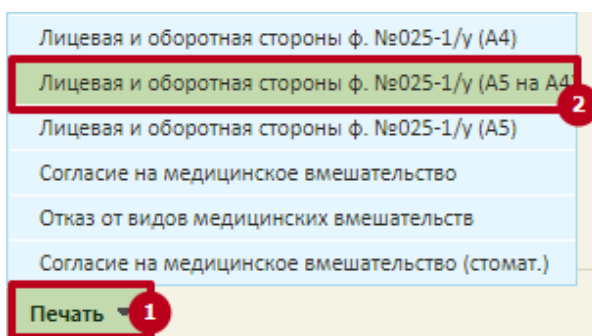 Лицевая и оборотная стороны ф. №025-1/у (А4)
Лицевая и оборотная стороны ф. №025-1/у (А5 на А4)
2
Лицевая и оборотная стороны ф. №025-1/у (А5)
Согласие на медицинское вмешательство
Отказ от видов медицинских вмешательств
Согласие на медицинское вмешательство (стомат.)
Печать 1